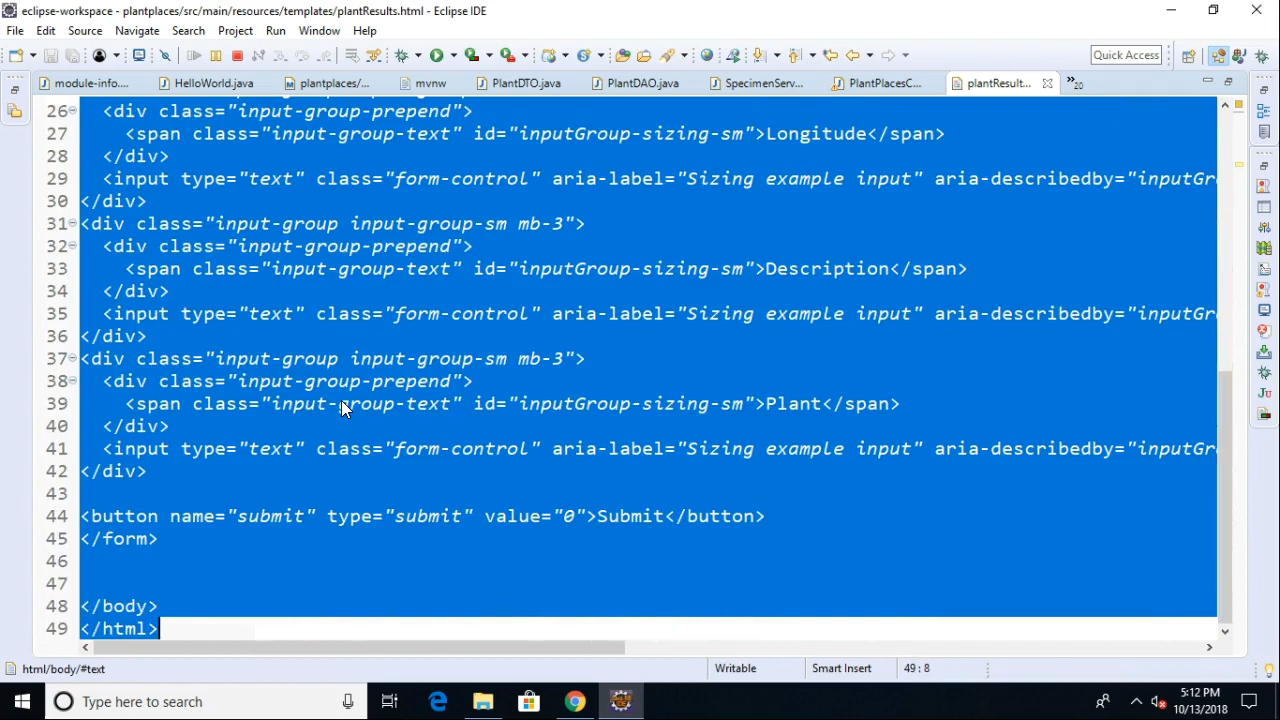 eclipse-workspace - plantplaces/src/main/resources/templates/plantResults.html - Eclipse IDE
File Edit Source Navigate Search Project Run Window Help
Quick Access
module-info.... HelloWorld.java plantplaces/... mvnw PlantDTO.java PlantDAO.java SpecimenServ... PlantPlacesC... plantResult... »20
26 <div class="input-group-prepend">
27 <span class="input-group-text" id="inputGroup-sizing-sm">Longitude</span>
28 </div>
29 <input type="text" class="form-control" aria-label="Sizing example input" aria-describedby="inputGr
30 </div>
31 <div class="input-group input-group-sm mb-3">
32 <div class="input-group-prepend">
33 <span class="input-group-text" id="inputGroup-sizing-sm">Description</span>
34 </div>
35 <input type="text" class="form-control" aria-label="Sizing example input" aria-describedby="inputGr
36 </div>
37 <div class="input-group input-group-sm mb-3">
38 <div class="input-group-prepend">
39 <span class="input-group-text" id="inputGroup-sizing-sm">Plant</span>
40 </div>
41 <input type="text" class="form-control" aria-label="Sizing example input" aria-describedby="inputGr
42 </div>
43
44 <button name="submit" type="submit" value="0">Submit</button>
45 </form>
46
47
48 </body>
49 </html>
html/body/#text Writable Smart Insert 49 : 8
Type here to search
5:12 PM
10/13/2018